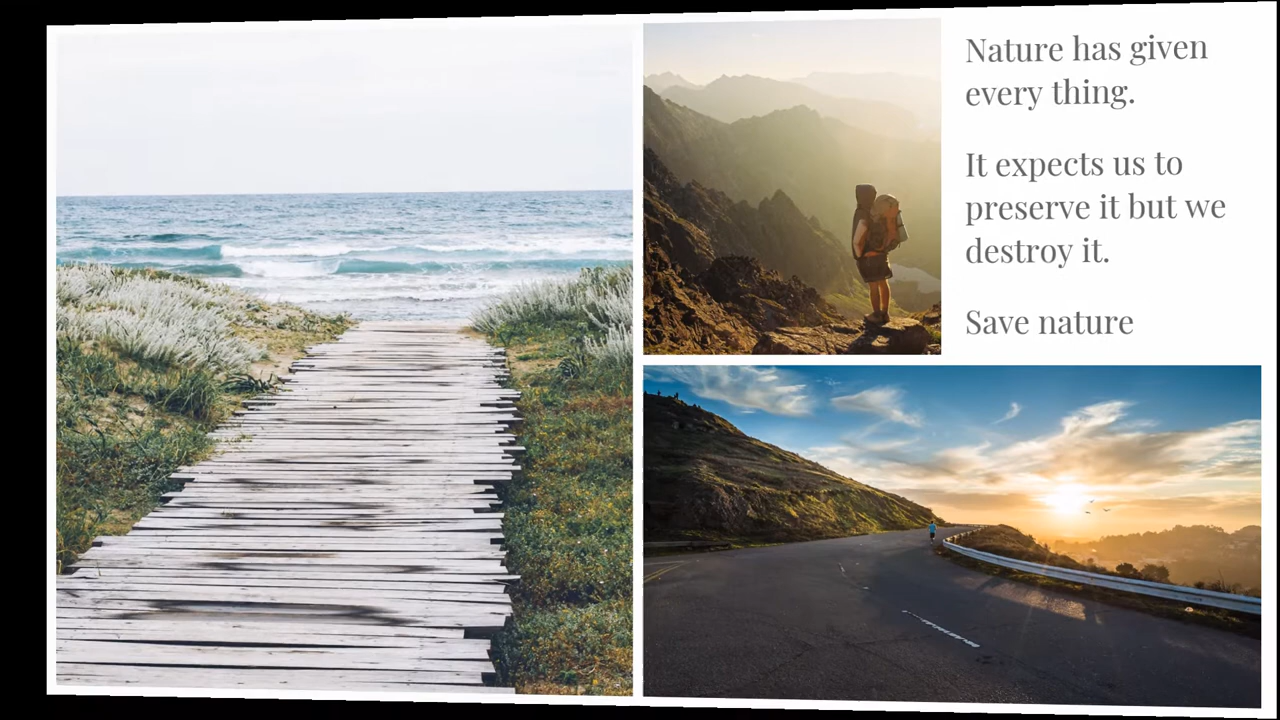 Nature has given
every thing.
It expects us to
preserve it but we
destroy it.
Save nature